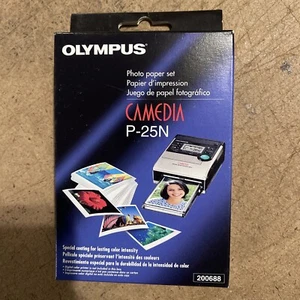 OLYMPUS
Photo paper set
Papier d'impression
Juego de papel fotográfico
CAMEDIA
P-25N
Special coating for lasting color intensity
Pellicule spéciale préservant l'intensité des couleurs
Revestimiento especial para la durabilidad de la intensidad de color
200688